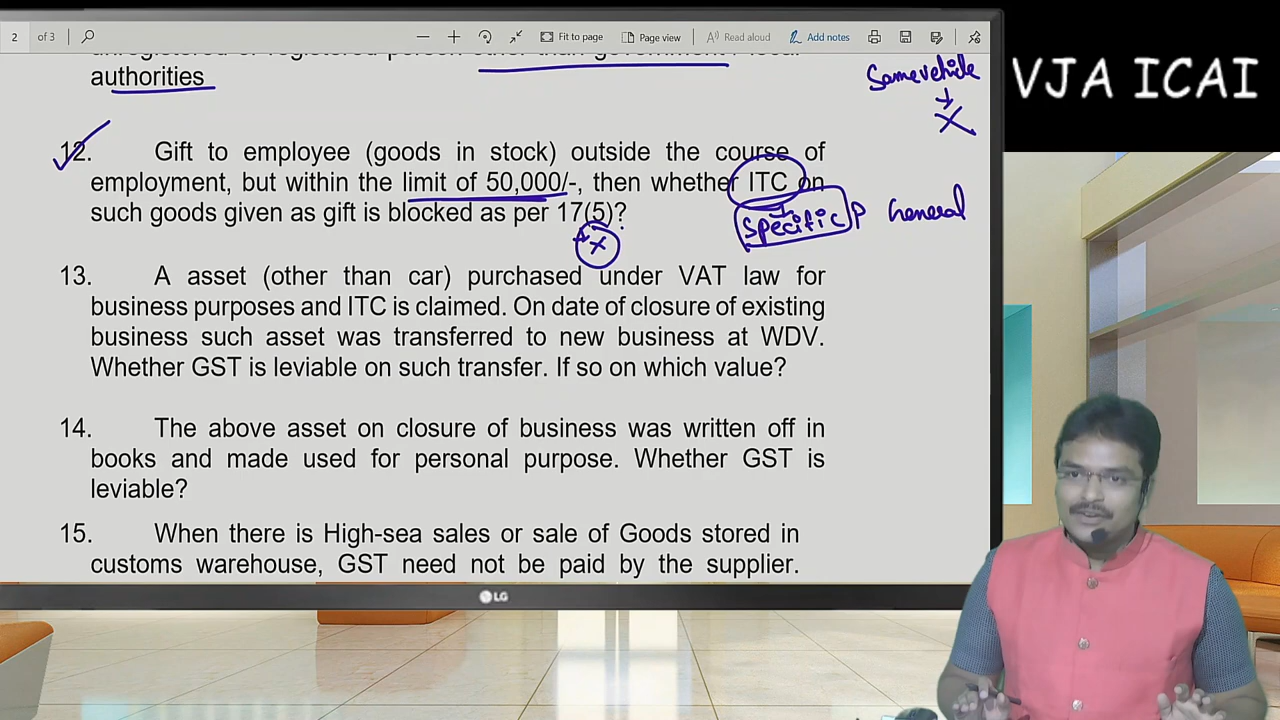 2 of 3 Fit to page Page view Read aloud Add notes
authorities
Same vehicle
X
VJA ICAI
12. Gift to employee (goods in stock) outside the course of
employment, but within the limit of 50,000/-, then whether ITC on
such goods given as gift is blocked as per 17(5)?
Specific General
X
13. A asset (other than car) purchased under VAT law for
business purposes and ITC is claimed. On date of closure of existing
business such asset was transferred to new business at WDV.
Whether GST is leviable on such transfer. If so on which value?
14. The above asset on closure of business was written off in
books and made used for personal purpose. Whether GST is
leviable?
15. When there is High-sea sales or sale of Goods stored in
customs warehouse, GST need not be paid by the supplier.
LG